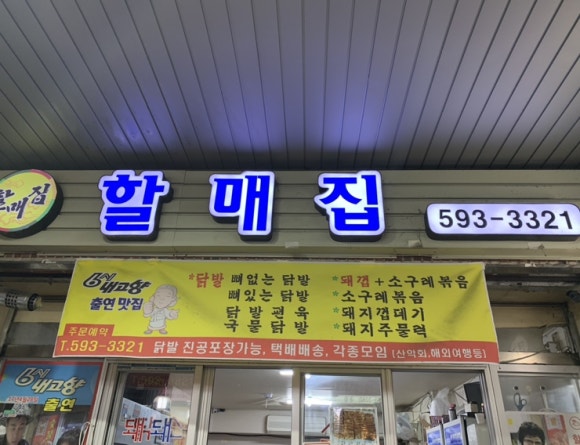 할매집
할매집
593-3321
6시 내고향
출연 맛집
주문예약
T.593-3321
*닭발 뼈없는 닭발
뼈있는 닭발
닭발 편육
국물닭발
*돼껍+소구레볶음
*소구레볶음
*돼지껍데기
*돼지주물럭
닭발 진공포장가능, 택배배송, 각종모임 [산악회,해외여행등]
6시
내고향
출연